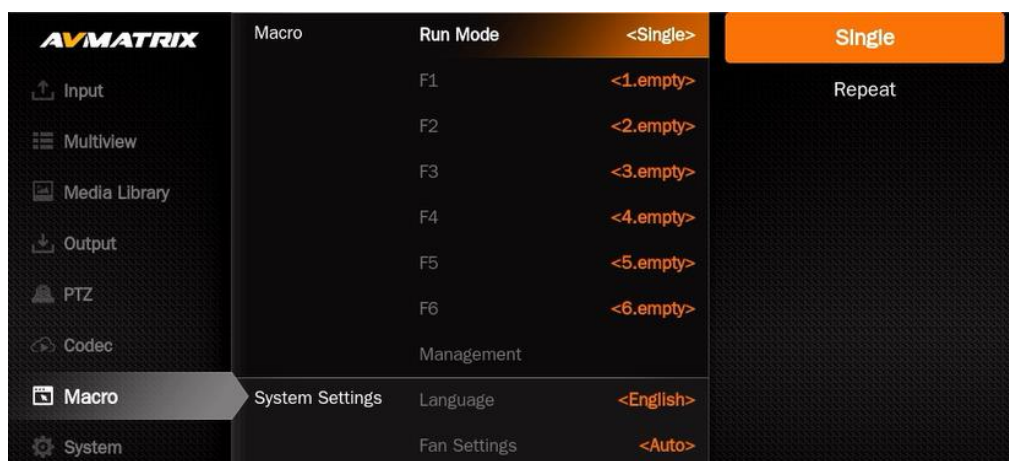 AVMATRIX
Input
Multiview
Media Library
Output
PTZ
Codec
Macro
System
Macro
Run Mode <Single>
F1 <1.empty>
F2 <2.empty>
F3 <3.empty>
F4 <4.empty>
F5 <5.empty>
F6 <6.empty>
Management
System Settings
Language <English>
Fan Settings <Auto>
Single
Repeat